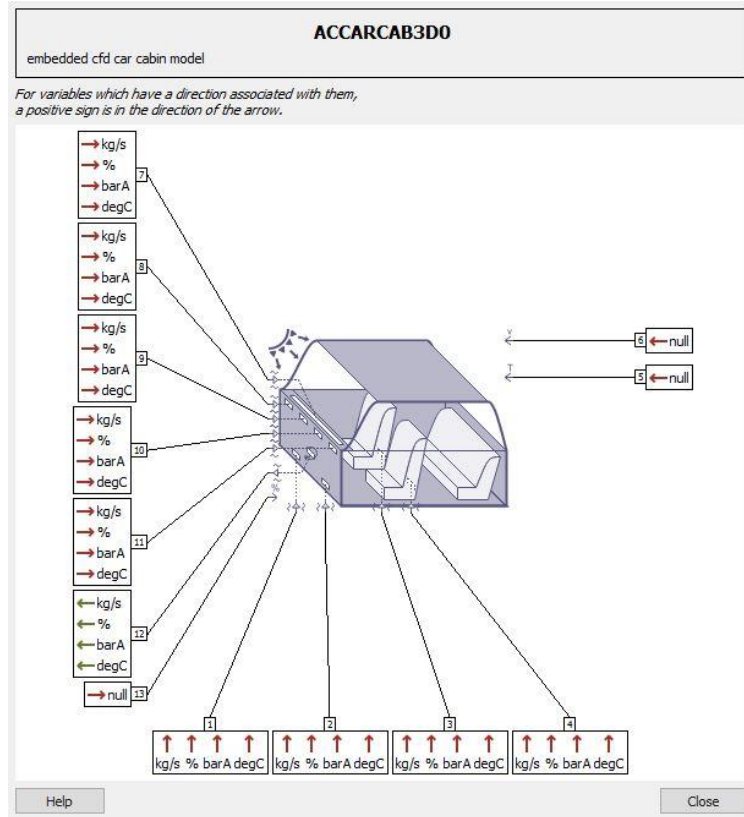 ACCARCAB3D0
embedded cfd car cabin model
For variables which have a direction associated with them,
a positive sign is in the direction of the arrow.
kg/s
%
barA
degC
7
kg/s
%
barA
degC
8
kg/s
%
barA
degC
9
kg/s
%
barA
degC
10
kg/s
%
barA
degC
11
kg/s
%
barA
degC
12
null 13
V
6 null
T
5 null
1 2 3 4
kg/s % barA degC kg/s % barA degC kg/s % barA degC kg/s % barA degC
Help Close